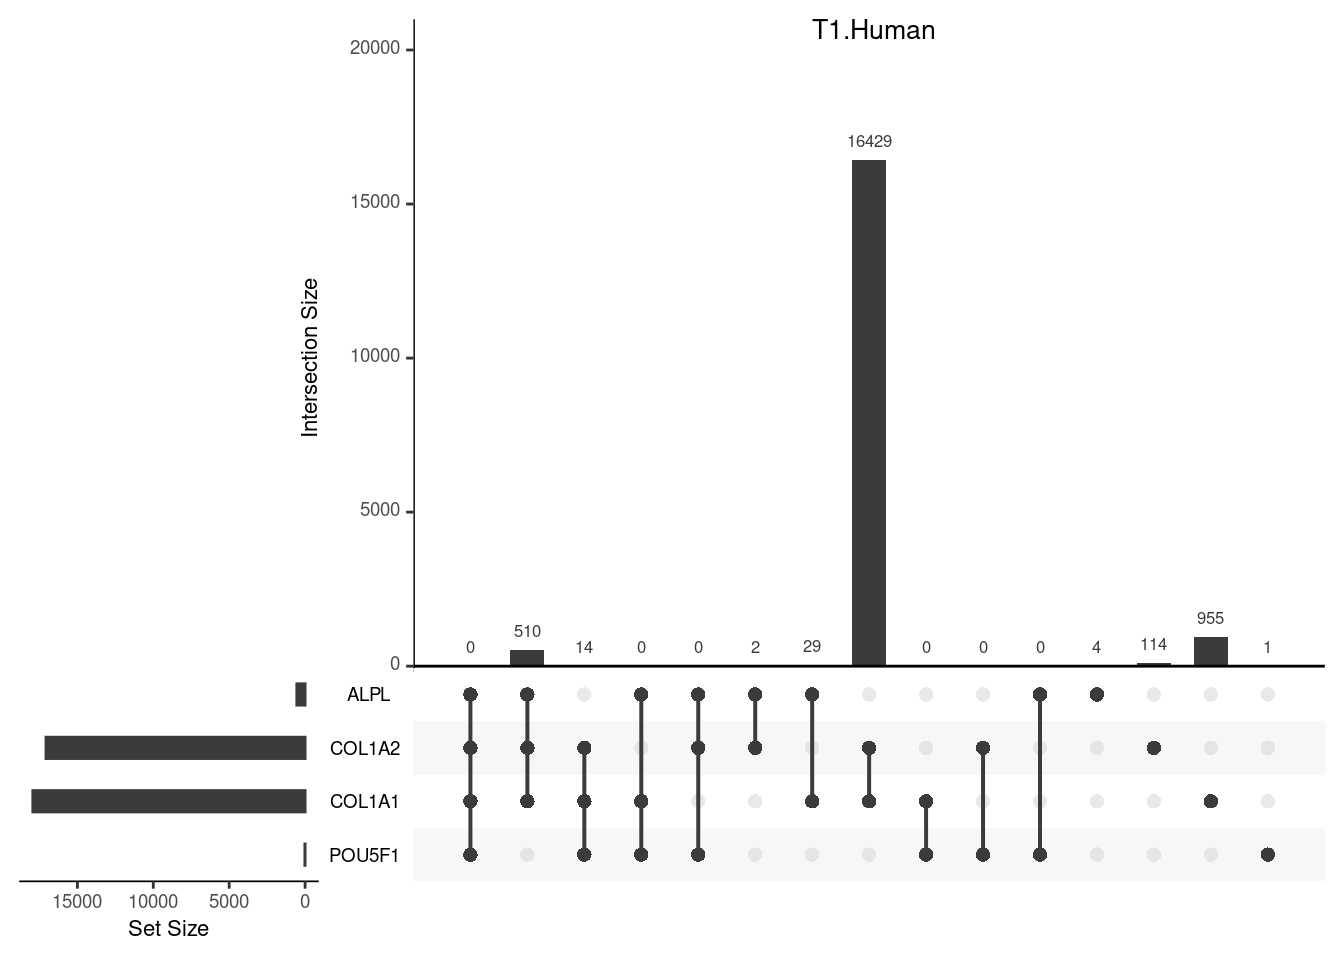 T1.Human
20000
15000
10000
5000
0
Intersection Size
0 510 14 0 0 2 29 16429 0 0 0 4 114 955 1
ALPL
COL1A2
COL1A1
POU5F1
15000 10000 5000 0
Set Size